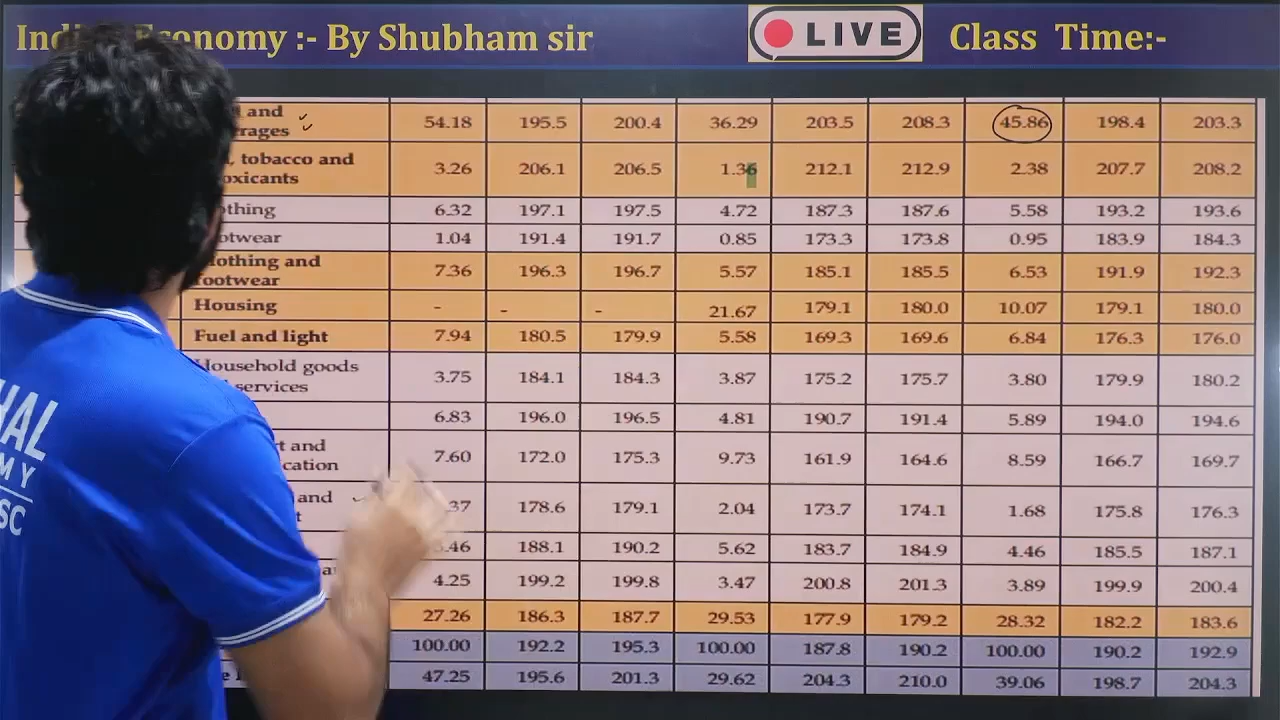 Indian Economy :- By Shubham sir
LIVE
Class Time:-
and 54.18 195.5 200.4 36.29 203.5 208.3 45.86 198.4 203.3
rages
, tobacco and 3.26 206.1 206.5 1.36 212.1 212.9 2.38 207.7 208.2
oxicants
othing 6.32 197.1 197.5 4.72 187.3 187.6 5.58 193.2 193.6
otwear 1.04 191.4 191.7 0.85 173.3 173.8 0.95 183.9 184.3
lothing and 7.36 196.3 196.7 5.57 185.1 185.5 6.53 191.9 192.3
footwear
Housing - - - 21.67 179.1 180.0 10.07 179.1 180.0
Fuel and light 7.94 180.5 179.9 5.58 169.3 169.6 6.84 176.3 176.0
Household goods 3.75 184.1 184.3 3.87 175.2 175.7 3.80 179.9 180.2
services
6.83 196.0 196.5 4.81 190.7 191.4 5.89 194.0 194.6
t and 7.60 172.0 175.3 9.73 161.9 164.6 8.59 166.7 169.7
cation
and .37 178.6 179.1 2.04 173.7 174.1 1.68 175.8 176.3
t
.46 188.1 190.2 5.62 183.7 184.9 4.46 185.5 187.1
4.25 199.2 199.8 3.47 200.8 201.3 3.89 199.9 200.4
27.26 186.3 187.7 29.53 177.9 179.2 28.32 182.2 183.6
100.00 192.2 195.3 100.00 187.8 190.2 100.00 190.2 192.9
47.25 195.6 201.3 29.62 204.3 210.0 39.06 198.7 204.3
HAL
MY
SC